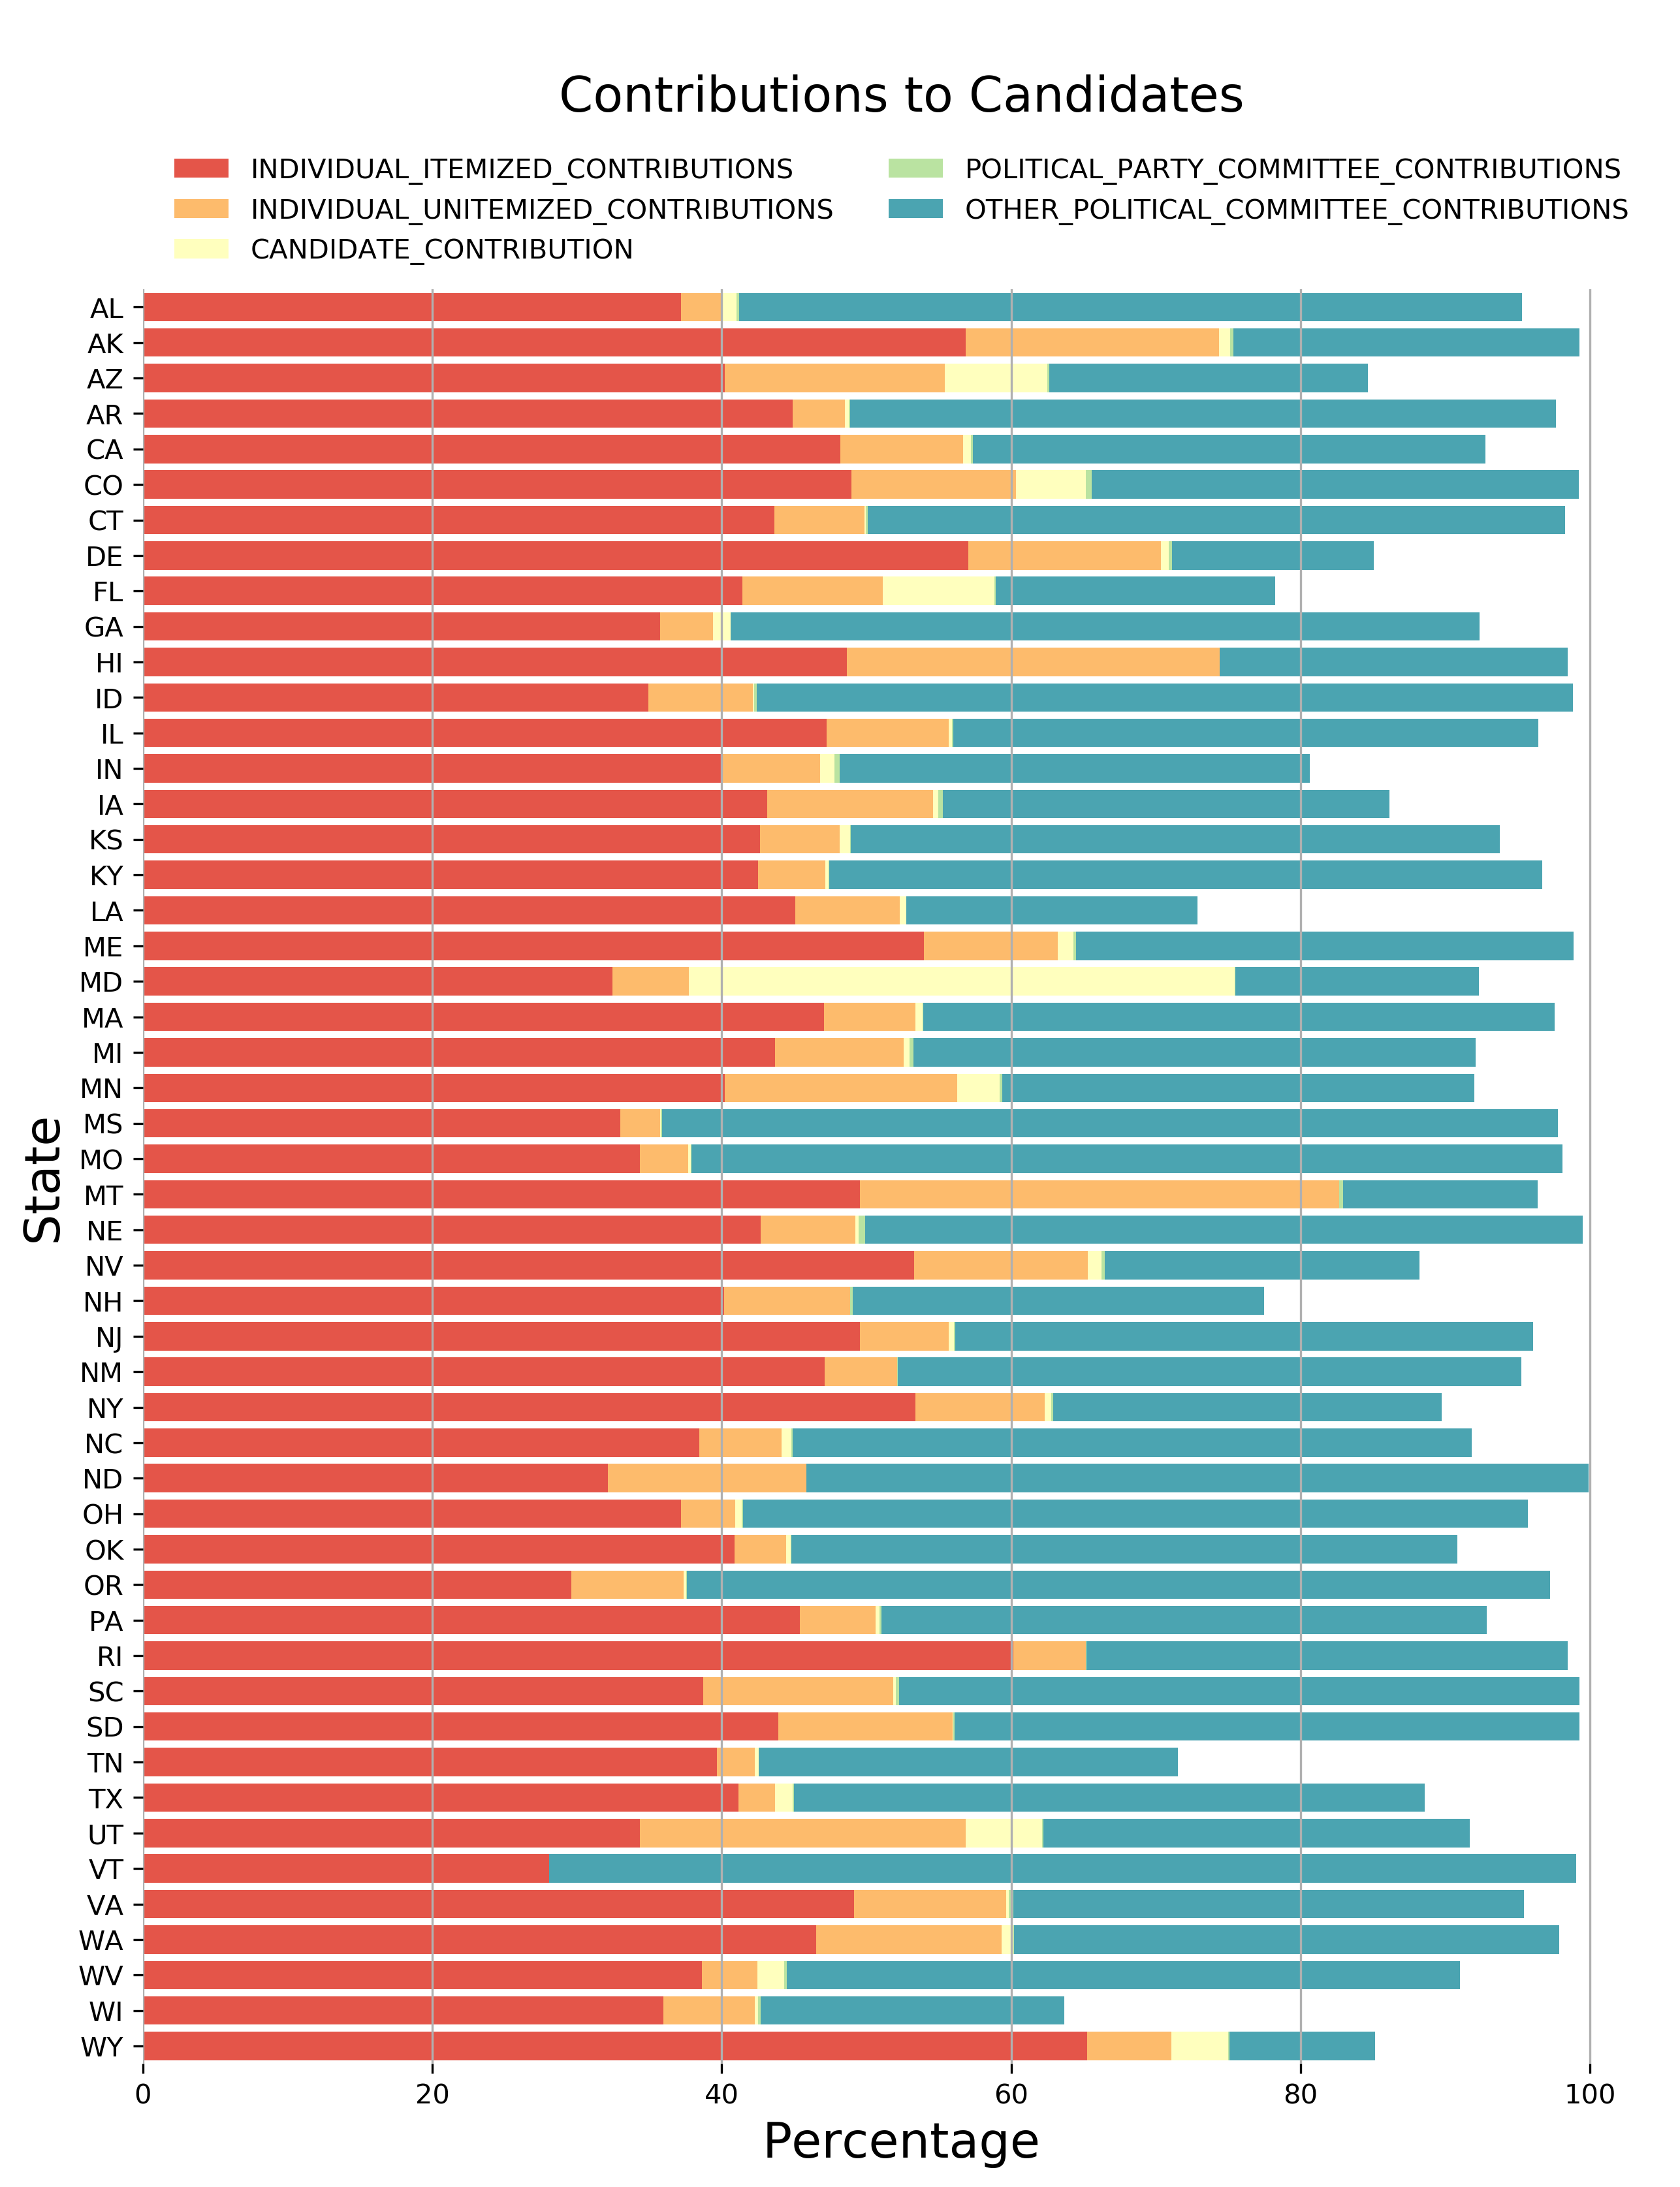 Contributions to Candidates
INDIVIDUAL_ITEMIZED_CONTRIBUTIONS
INDIVIDUAL_UNITEMIZED_CONTRIBUTIONS
CANDIDATE_CONTRIBUTION
POLITICAL_PARTY_COMMITTEE_CONTRIBUTIONS
OTHER_POLITICAL_COMMITTEE_CONTRIBUTIONS
State
AL
AK
AZ
AR
CA
CO
CT
DE
FL
GA
HI
ID
IL
IN
IA
KS
KY
LA
ME
MD
MA
MI
MN
MS
MO
MT
NE
NV
NH
NJ
NM
NY
NC
ND
OH
OK
OR
PA
RI
SC
SD
TN
TX
UT
VT
VA
WA
WV
WI
WY
0 20 40 60 80 100
Percentage